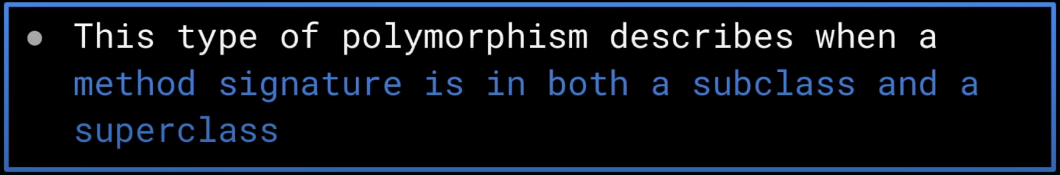 ● This type of polymorphism describes when a
method signature is in both a subclass and a
superclass